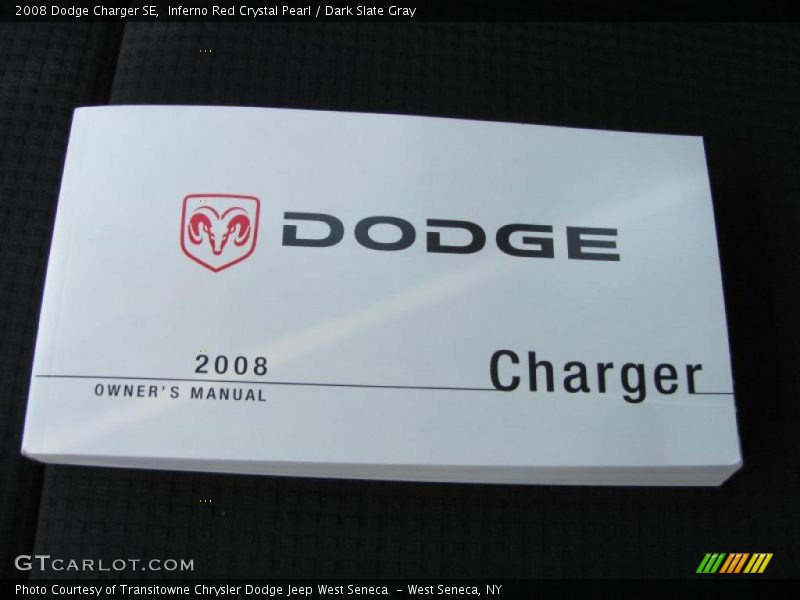 2008 Dodge Charger SE,  Inferno Red Crystal Pearl / Dark Slate Gray
DODGE
2008
Charger
OWNER'S MANUAL
GTCARLOT.COM
Photo Courtesy of Transitowne Chrysler Dodge Jeep West Seneca  - West Seneca, NY